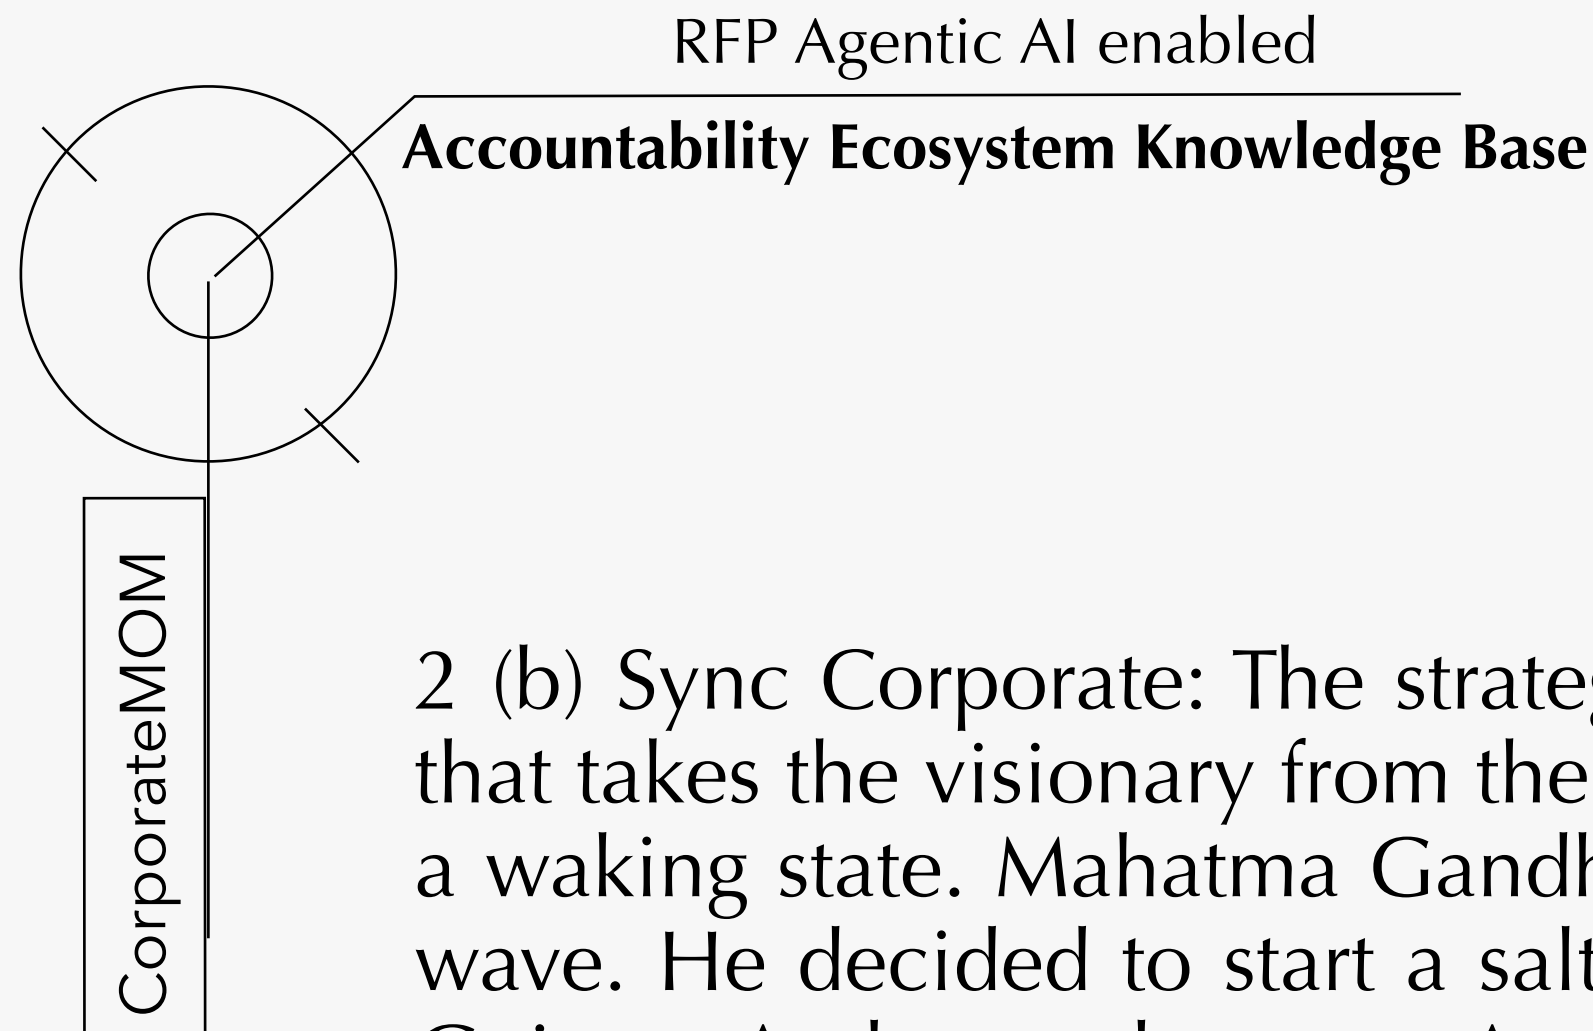 RFP Agentic AI enabled
Accountability Ecosystem Knowledge Base
CorporateMOM
2 (b) Sync Corporate: The
that takes the visionary from the
a waking state. Mahatma
wave. He decided to start a salt